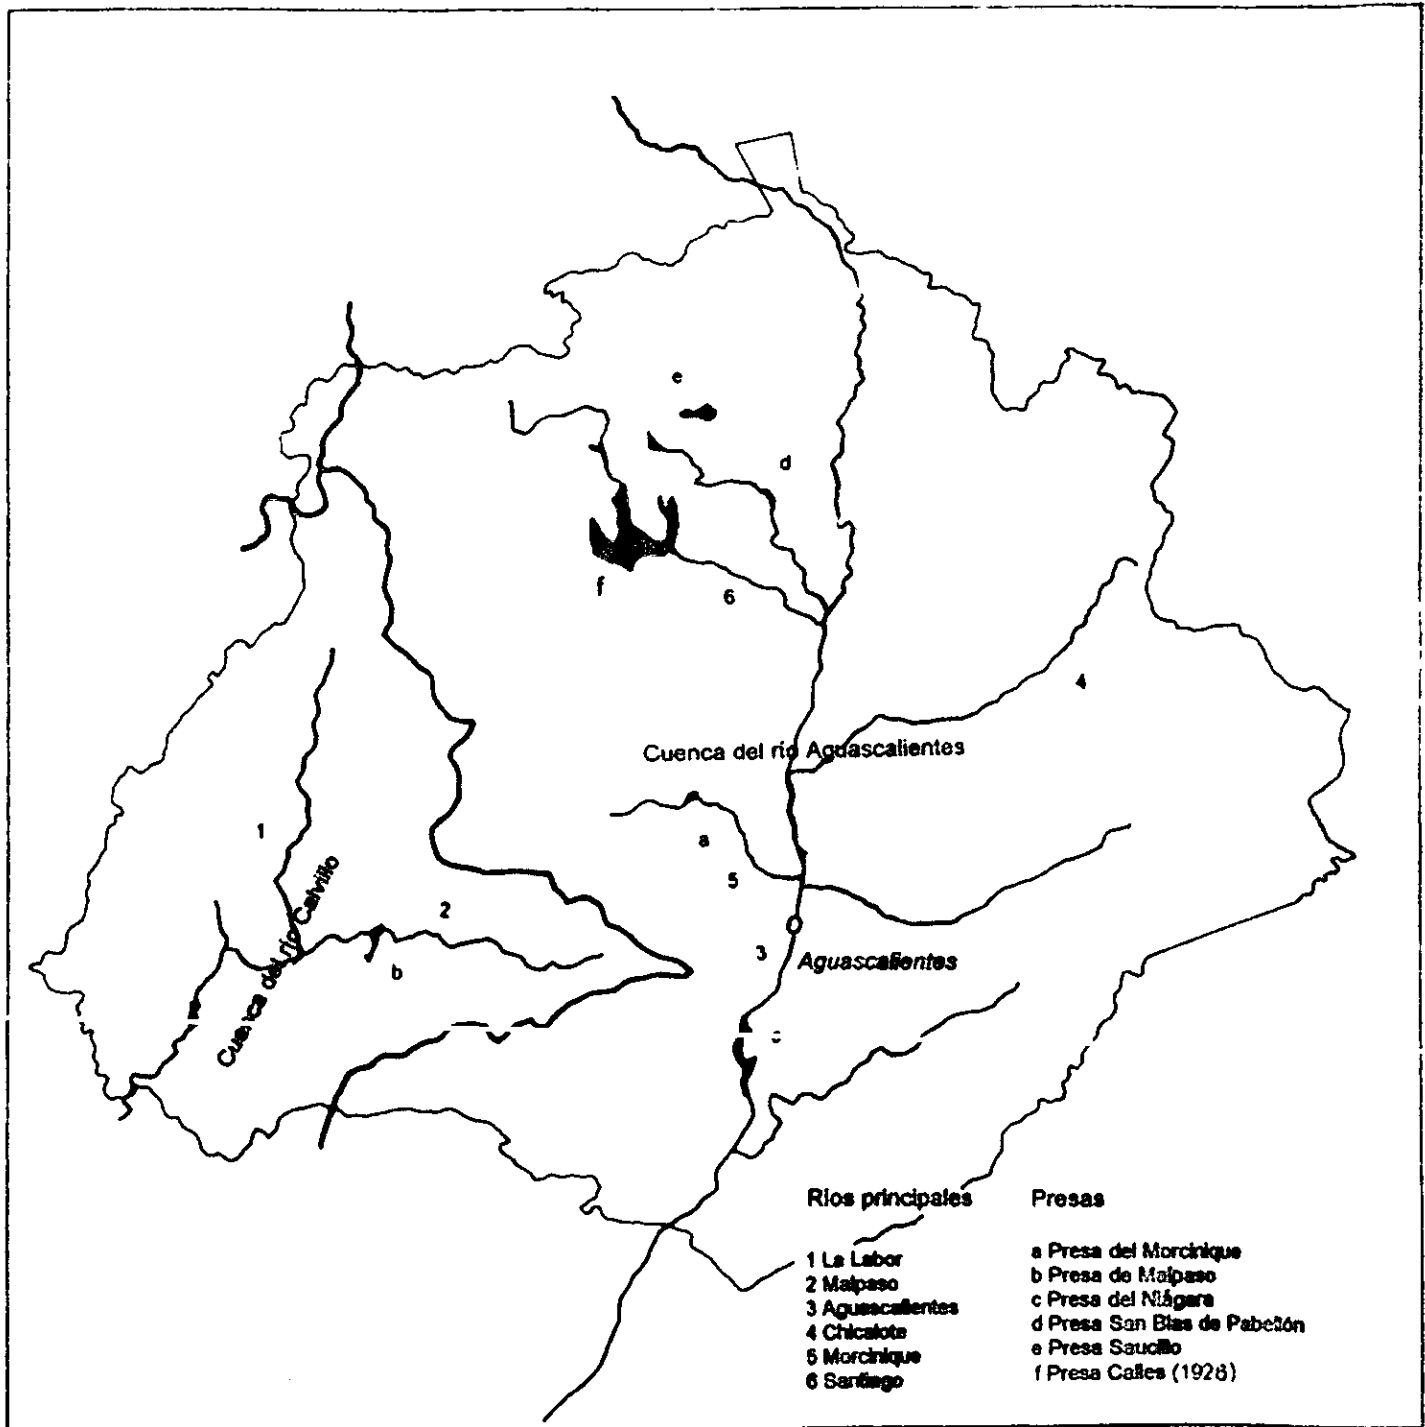 e
d
f
6
4
Cuenca del río Aguascalientes
1
a
5
Cuenca del río Calvillo
2
3
Aguascalientes
b
Ríos principales
1 La Labor
2 Malpaso
3 Aguascalientes
4 Chicalote
5 Morcinique
6 Santiago
Presas
a Presa del Morcinique
b Presa de Malpaso
c Presa del Niágara
d Presa San Blas de Pabellón
e Presa Saucillo
f Presa Calles (1928)